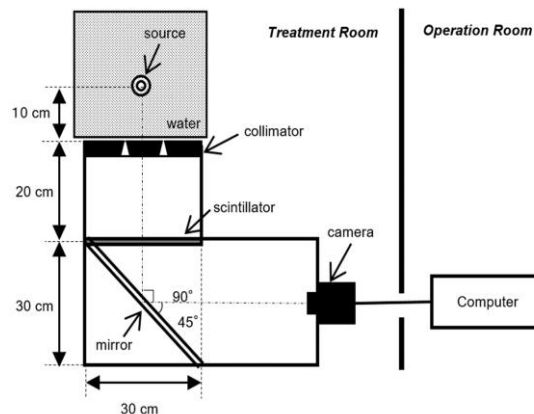 source
Treatment Room
Operation Room
10 cm
water
collimator
20 cm
scintillator
camera
90°
45°
Computer
30 cm
mirror
30 cm